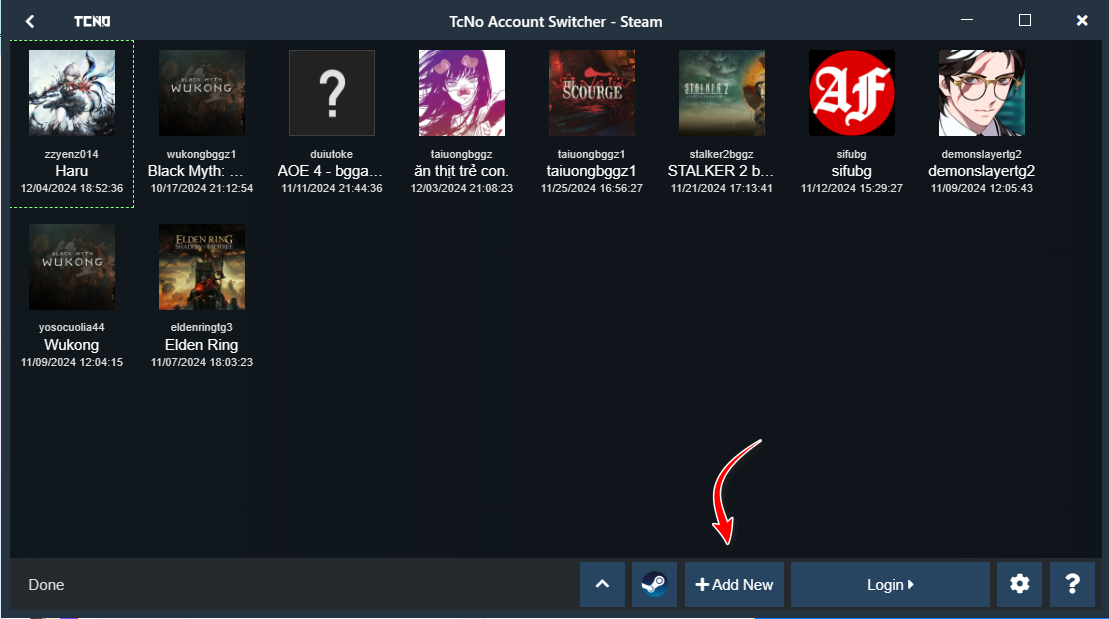 TCNO
TcNo Account Switcher - Steam
BLACK MYTH
WUKONG
?
THE
SCOURGE
STALKER 2
AF
zzyenz014
Haru
12/04/2024 18:52:36
wukongbggz1
Black Myth: ...
10/17/2024 21:12:54
duiutoke
AOE 4 - bgga...
11/11/2024 21:44:36
taiuongbggz
ăn thịt trẻ con.
12/03/2024 21:08:23
taiuongbggz1
taiuongbggz1
11/25/2024 16:56:27
stalker2bggz
STALKER 2 b...
11/21/2024 17:13:41
sifubg
sifubg
11/12/2024 15:29:27
demonslayertg2
demonslayertg2
11/09/2024 12:05:43
BLACK MYTH
WUKONG
ELDEN RING
SHADOW OF THE ERDTREE
yosocuolia44
Wukong
11/09/2024 12:04:15
eldenringtg3
Elden Ring
11/07/2024 18:03:23
Done
Add New
Login
?